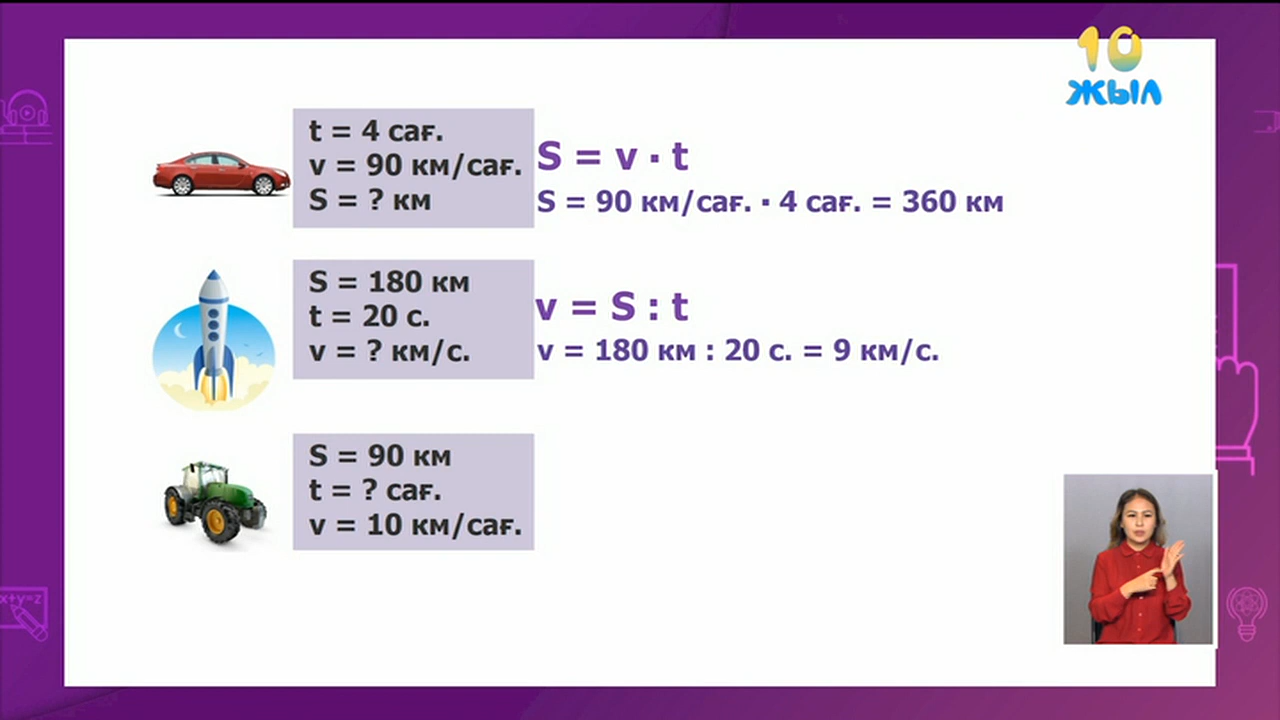 10
ЖЫЛ
t = 4 сағ.
v = 90 км/сағ.
S = ? км
S = v · t
S = 90 км/сағ. · 4 сағ. = 360 км
S = 180 км
t = 20 с.
v = ? км/с.
v = S : t
v = 180 км : 20 с. = 9 км/с.
S = 90 км
t = ? сағ.
v = 10 км/сағ.
x+y=z